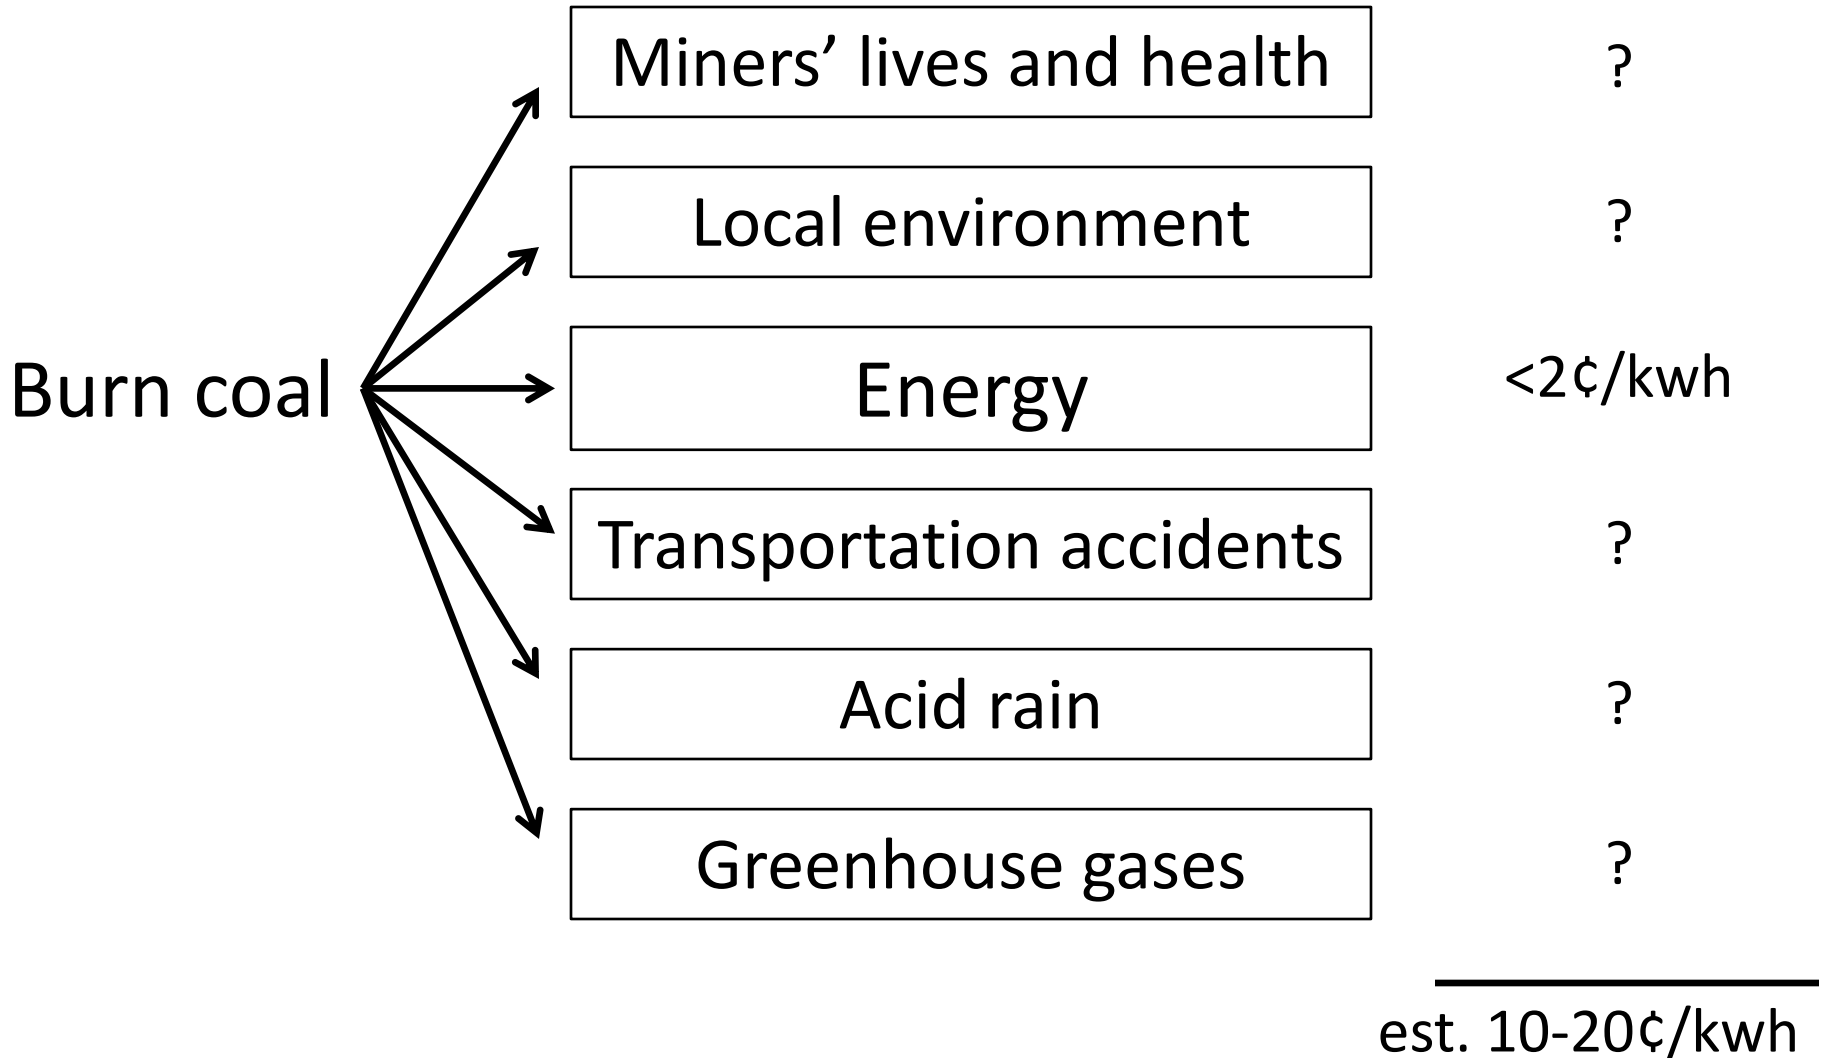 Miners’ lives and health
?
Local environment
?
Burn coal
Energy
<2¢/kwh
Transportation accidents
?
Acid rain
?
Greenhouse gases
?
est. 10-20¢/kwh